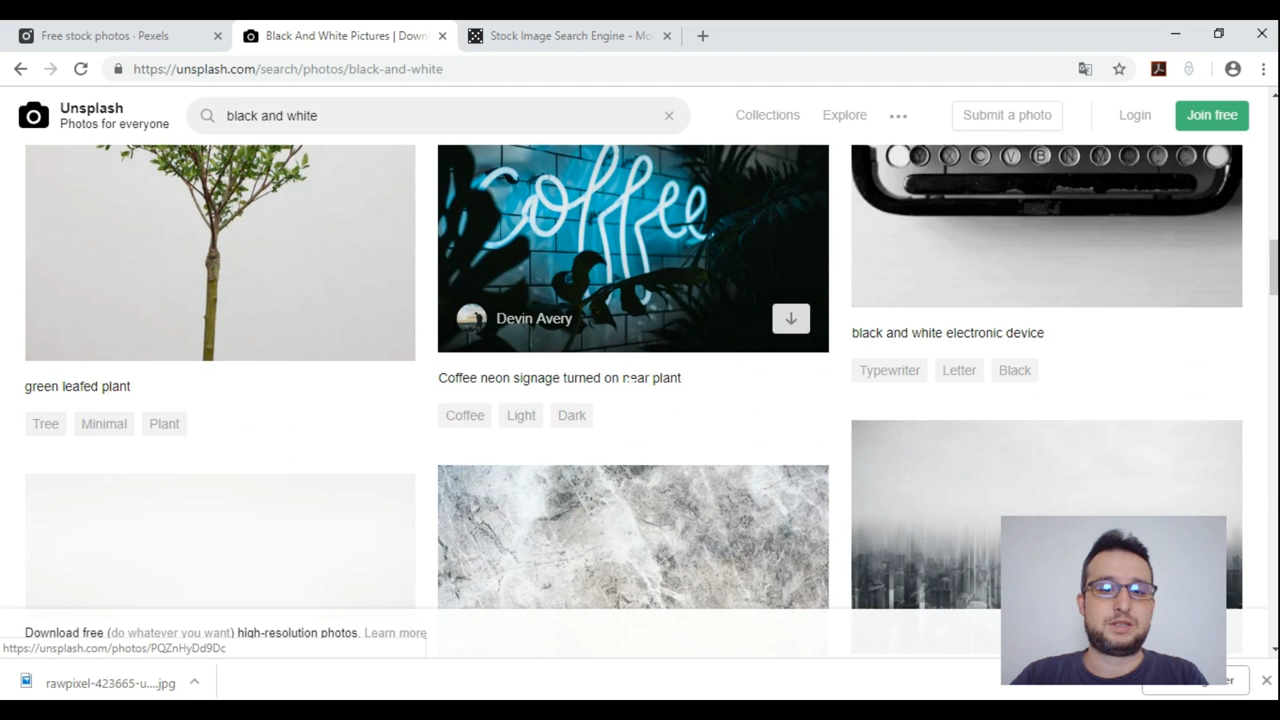 Free stock photos · Pexels
Black And White Pictures | Down
Stock Image Search Engine - Mo
https://unsplash.com/search/photos/black-and-white
Unsplash
Photos for everyone
black and white
Collections
Explore
Submit a photo
Login
Join free
coffee
Y X C V B N M
Devin Avery
black and white electronic device
Typewriter
Letter
Black
Coffee neon signage turned on near plant
Coffee
Light
Dark
green leafed plant
Tree
Minimal
Plant
Download free (do whatever you want) high-resolution photos. Learn more
https://unsplash.com/photos/PQZnHyDd9Dc
rawpixel-423665-u....jpg